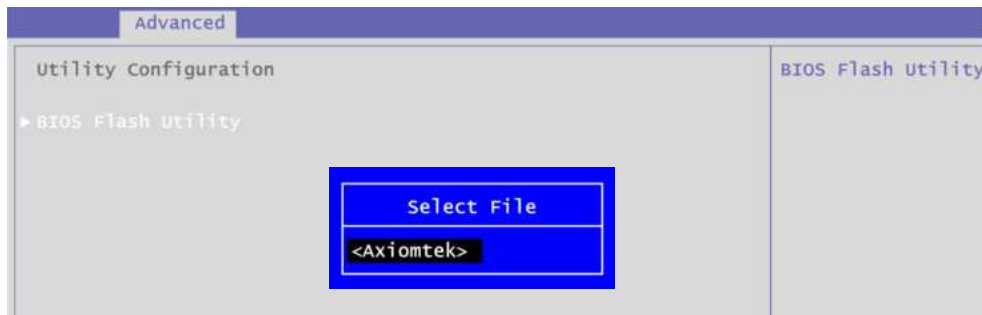 Advanced
Utility Configuration
BIOS Flash Utility
BIOS Flash Utility
Select File
<Axiomtek>